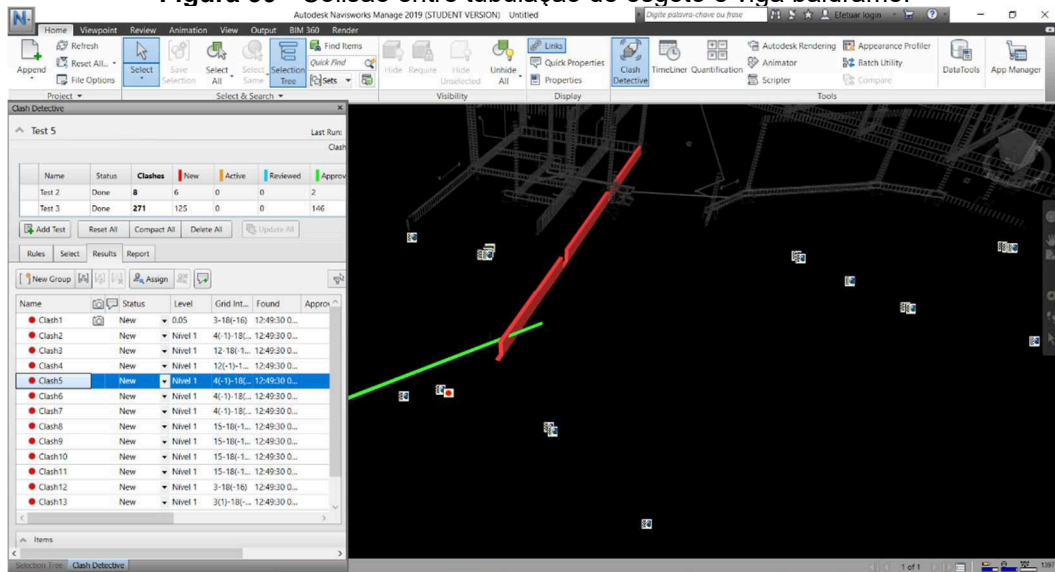 Colisão entre tubulação de esgoto e viga baldrame.
Autodesk Navisworks Manage 2019 (STUDENT VERSION) Untitled
Digite palavra-chave ou frase
Efetuar login
Home Viewpoint Review Animation View Output BIM 360 Render
Append
Refresh
Reset All...
File Options
Project
Select
Save Selection
Select All
Select Same
Selection Tree
Find Items
Quick Find
Sets
Select & Search
Hide
Require
Hide Unselected
Unhide All
Visibility
Links
Quick Properties
Properties
Display
Clash Detective
TimeLiner
Quantification
Autodesk Rendering
Animator
Scripter
Appearance Profiler
Batch Utility
Compare
Tools
DataTools
App Manager
Clash Detective
Test 5
Last Run:
Clash
Name Status Clashes New Active Reviewed Approv
Test 2 Done 8 6 0 0 2
Test 3 Done 271 125 0 0 146
Add Test Reset All Compact All Delete All Update All
Rules Select Results Report
New Group Assign
Name Status Level Grid Int... Found Approv
Clash1 New 0.05 3-18(-16) 12:49:30 0...
Clash2 New Nível 1 4(-1)-18(... 12:49:30 0...
Clash3 New Nível 1 12-18(-1... 12:49:30 0...
Clash4 New Nível 1 12(-1)-1... 12:49:30 0...
Clash5 New Nível 1 4(-1)-18(... 12:49:30 0...
Clash6 New Nível 1 4(-1)-18(... 12:49:30 0...
Clash7 New Nível 1 4(-1)-18(... 12:49:30 0...
Clash8 New Nível 1 15-18(-1... 12:49:30 0...
Clash9 New Nível 1 15-18(-1... 12:49:30 0...
Clash10 New Nível 1 15-18(-1... 12:49:30 0...
Clash11 New Nível 1 15-18(-1... 12:49:30 0...
Clash12 New Nível 1 3-18(-16) 12:49:30 0...
Clash13 New Nível 1 3(1)-18(-... 12:49:30 0...
Items
Selection Tree Clash Detective
1 of 1
1397